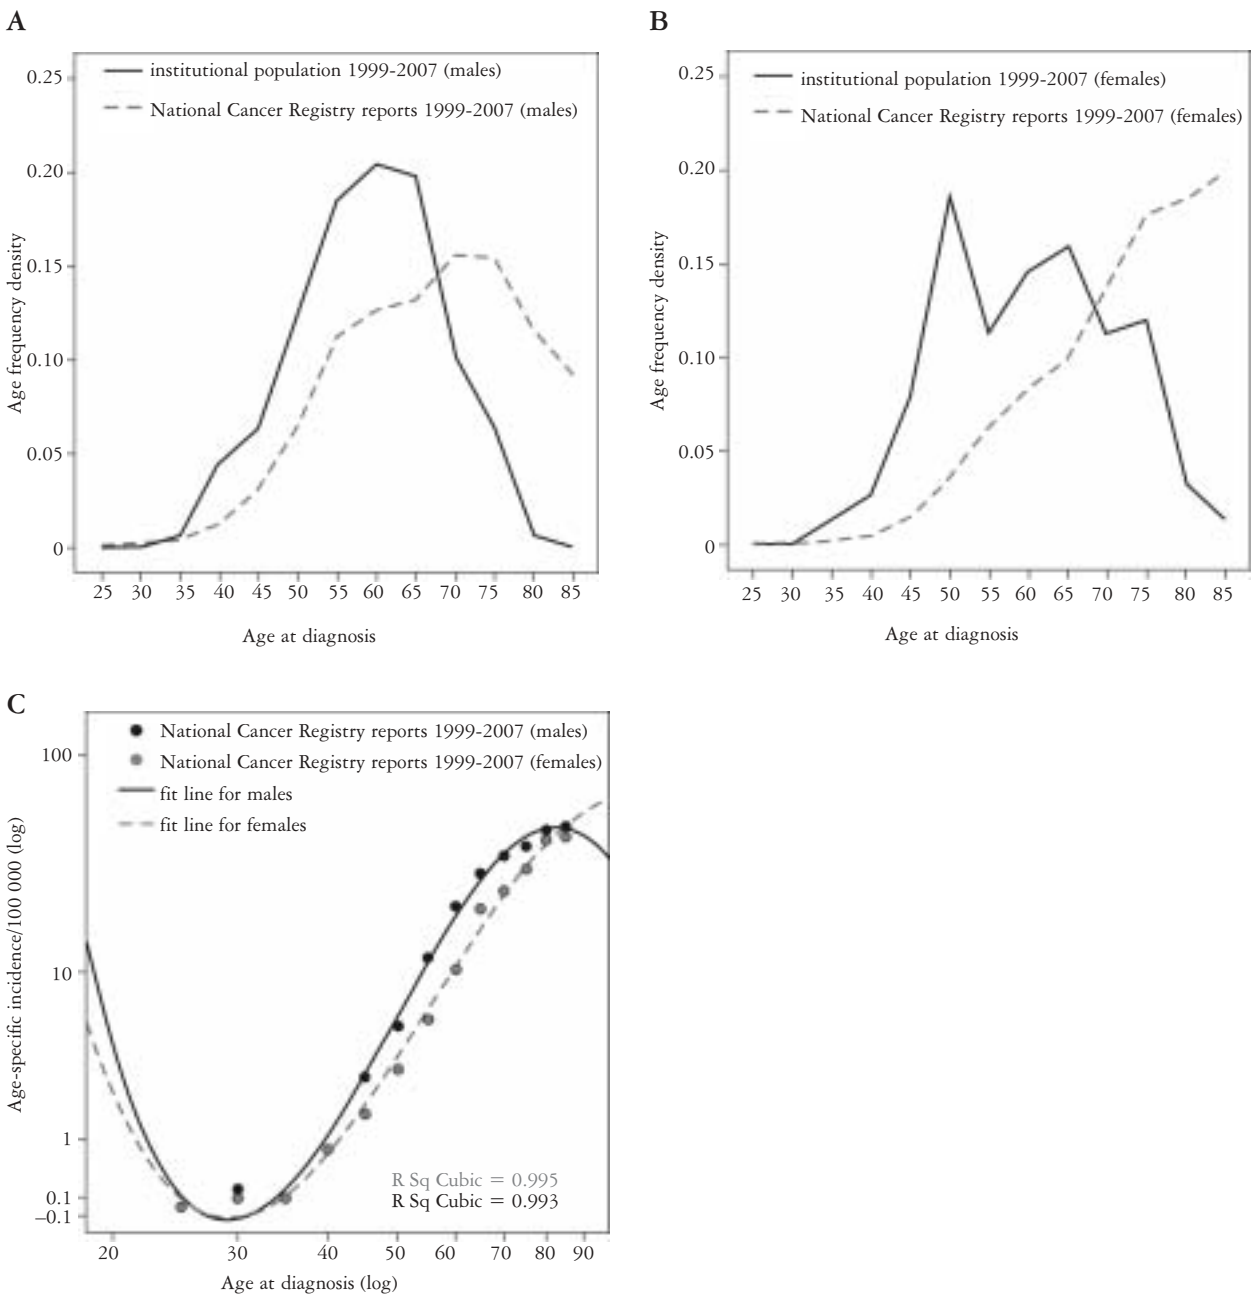 A
institutional population 1999-2007 (males)
National Cancer Registry reports 1999-2007 (males)
Age frequency density
0.25
0.20
0.15
0.10
0.05
0
25 30 35 40 45 50 55 60 65 70 75 80 85
Age at diagnosis
B
institutional population 1999-2007 (females)
National Cancer Registry reports 1999-2007 (females)
Age frequency density
0.25
0.20
0.15
0.10
0.05
0
25 30 35 40 45 50 55 60 65 70 75 80 85
Age at diagnosis
C
National Cancer Registry reports 1999-2007 (males)
National Cancer Registry reports 1999-2007 (females)
fit line for males
fit line for females
Age-specific incidence/100 000 (log)
100
10
1
0.1
–0.1
R Sq Cubic = 0.995
R Sq Cubic = 0.993
20 30 40 50 60 70 80 90
Age at diagnosis (log)